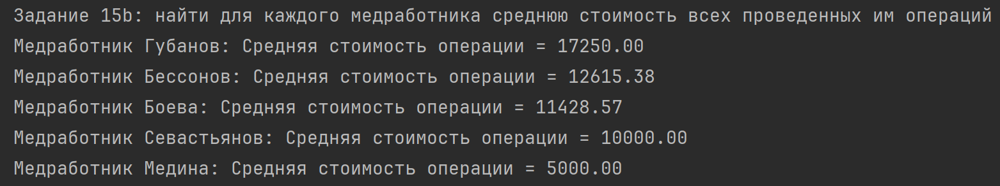 Задание 15b: найти для каждого медработника среднюю стоимость всех проведенных им операций
Медработник Губанов: Средняя стоимость операции = 17250.00
Медработник Бессонов: Средняя стоимость операции = 12615.38
Медработник Боева: Средняя стоимость операции = 11428.57
Медработник Севастьянов: Средняя стоимость операции = 10000.00
Медработник Медина: Средняя стоимость операции = 5000.00